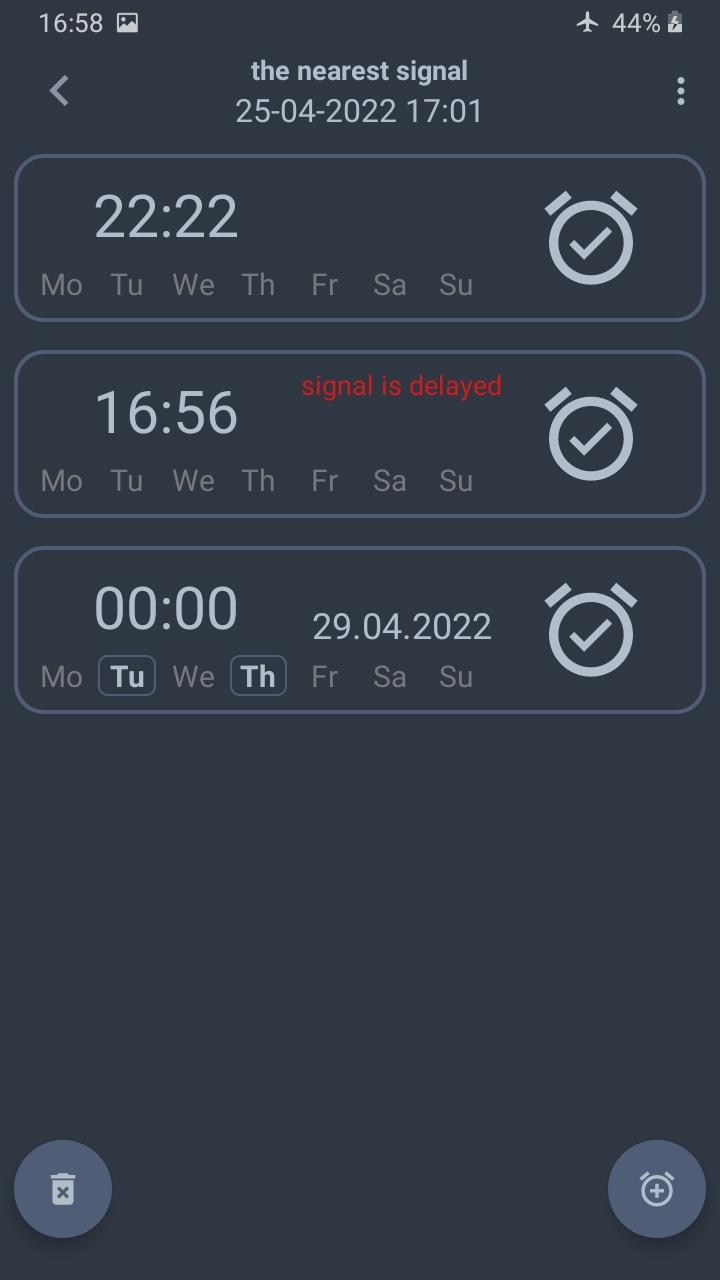 16:58 44%
the nearest signal
25-04-2022 17:01
22:22
Mo Tu We Th Fr Sa Su
signal is delayed
16:56
Mo Tu We Th Fr Sa Su
00:00 29.04.2022
Mo Tu We Th Fr Sa Su